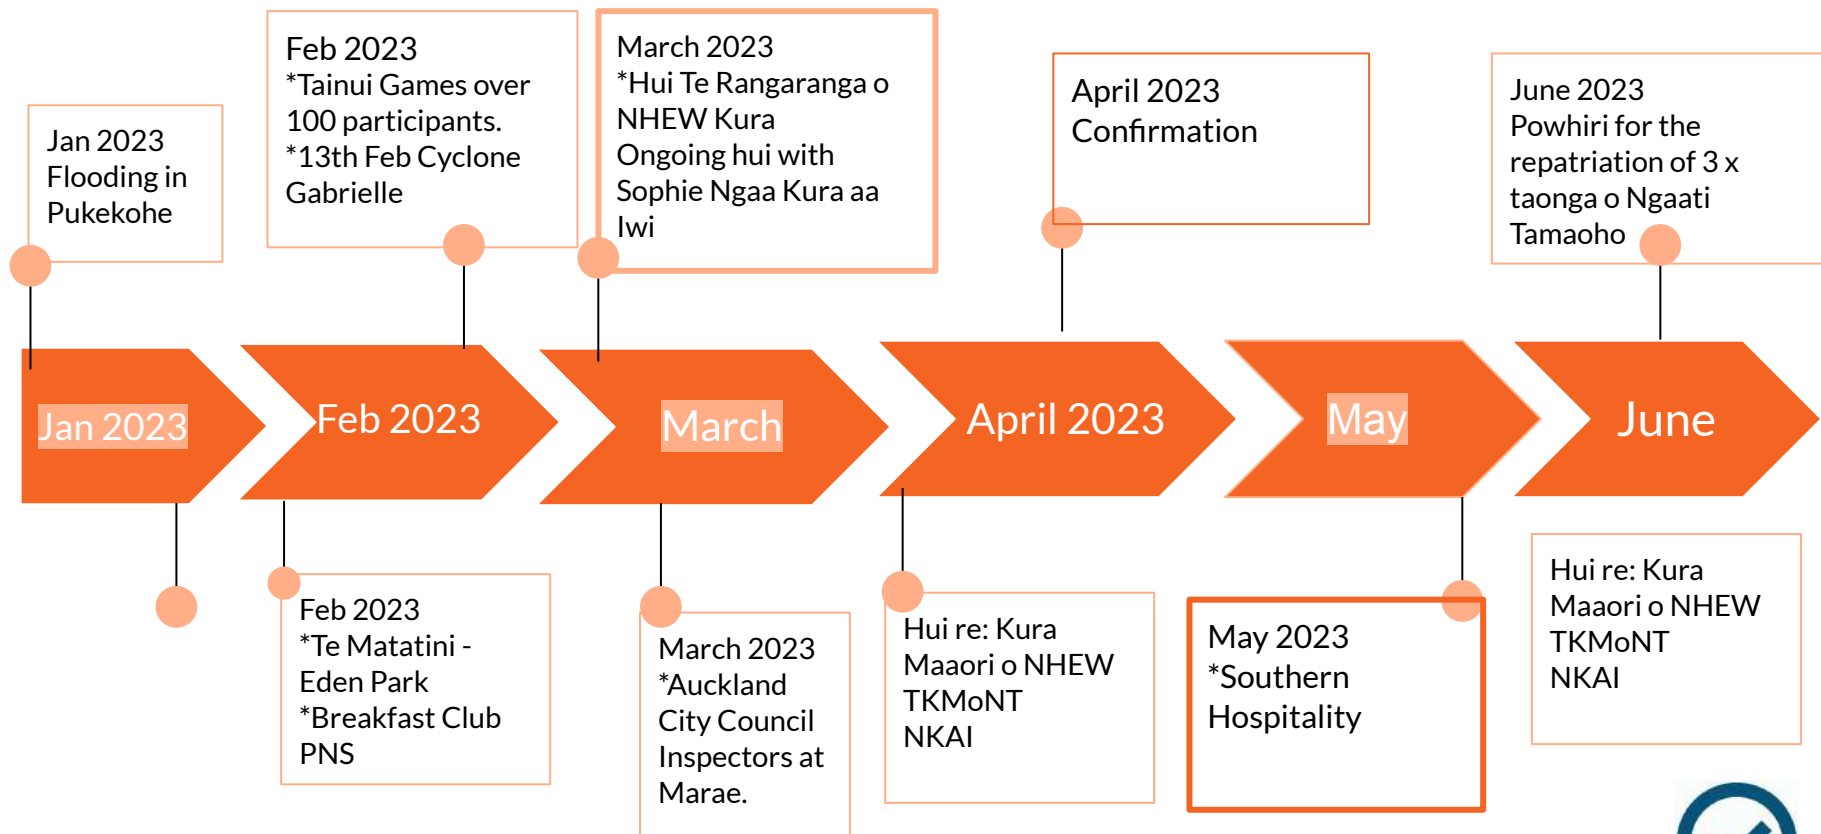 Jan 2023
Flooding in
Pukekohe
Feb 2023
*Tainui Games over
100 participants.
*13th Feb Cyclone
Gabrielle
March 2023
*Hui Te Rangaranga o
NHEW Kura
Ongoing hui with
Sophie Ngaa Kura aa
Iwi
April 2023
Confirmation
June 2023
Powhiri for the
repatriation of 3 x
taonga o Ngaati
Tamaoho
Jan 2023
Feb 2023
March
April 2023
May
June
Feb 2023
*Te Matatini -
Eden Park
*Breakfast Club
PNS
March 2023
*Auckland
City Council
Inspectors at
Marae.
Hui re: Kura
Maaori o NHEW
TKMoNT
NKAI
May 2023
*Southern
Hospitality
Hui re: Kura
Maaori o NHEW
TKMoNT
NKAI